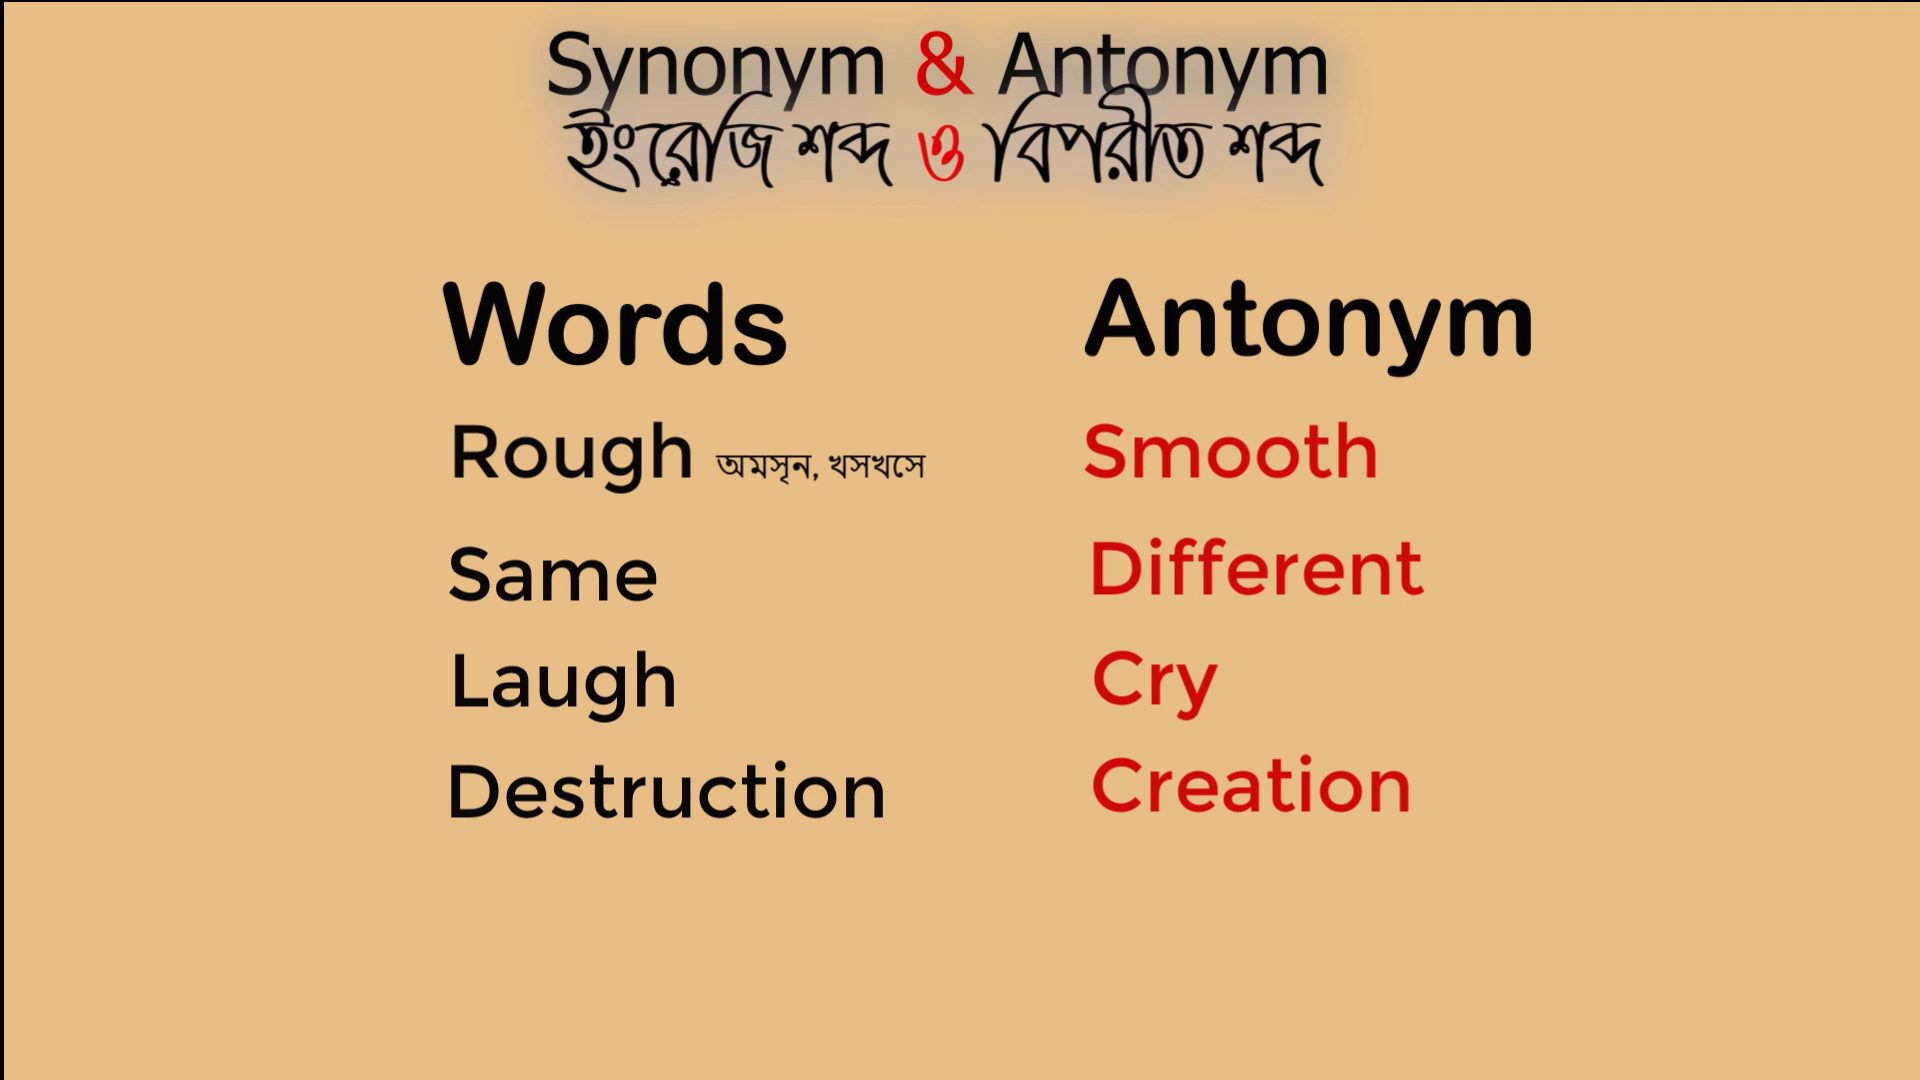 Synonym & Antonym
ইংরেজি শব্দ ও বিপরীত শব্দ
Words Antonym
Rough অমসৃন, খসখসে Smooth
Same Different
Laugh Cry
Destruction Creation